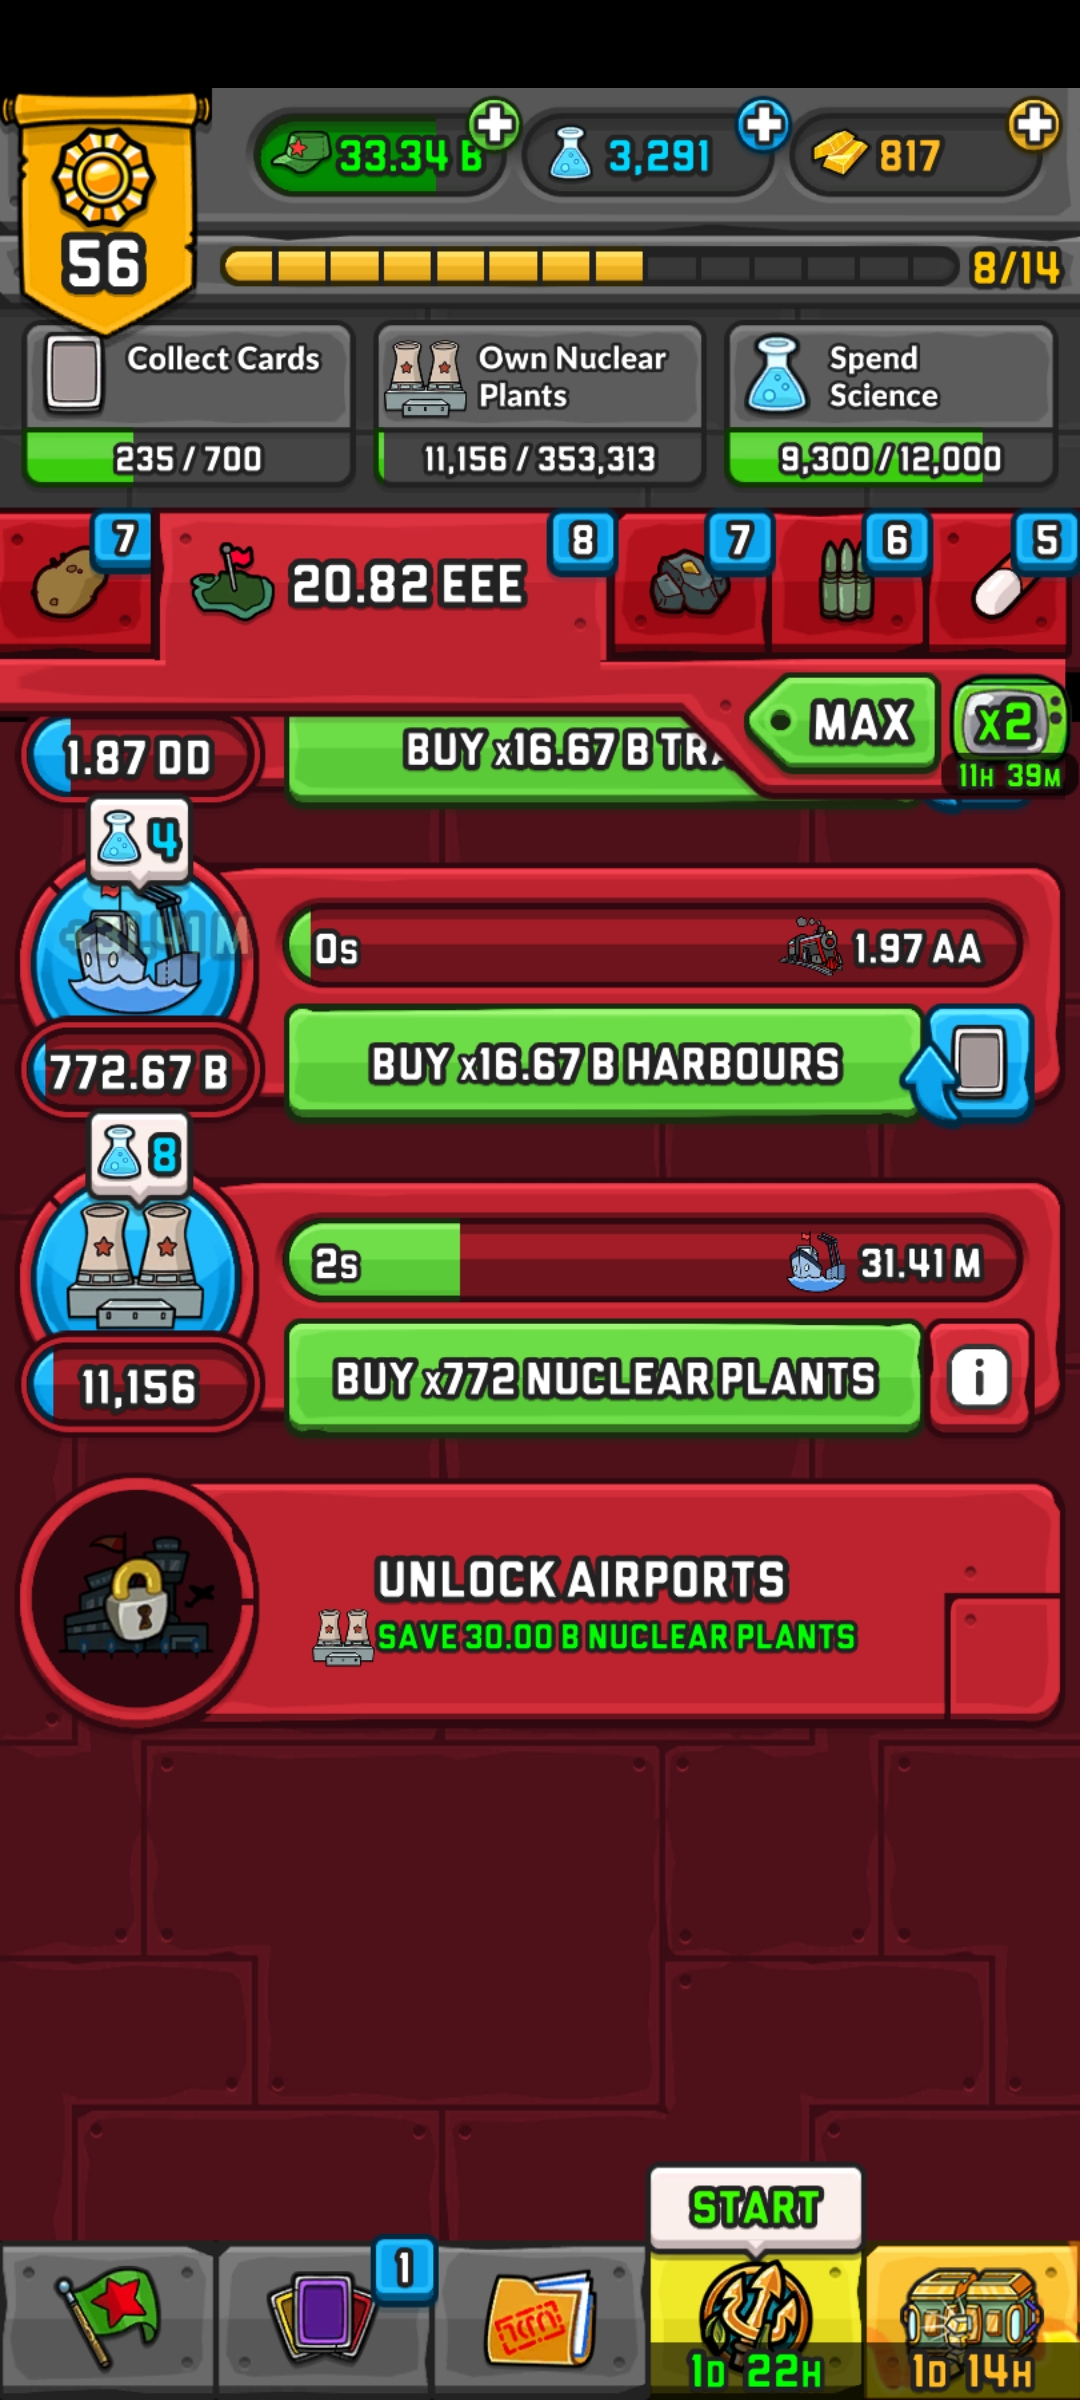 56
33.34 B
3,291
817
8/14
Collect Cards
235 / 700
Own Nuclear
Plants
11,156 / 353,313
Spend
Science
9,300 / 12,000
7
20.82 EEE
8
7
6
5
MAX
x2
11H 39M
1.87 DD
BUY x16.67 B
4
0s
1.97 AA
772.67 B
BUY x16.67 B HARBOURS
8
2s
31.41 M
11,156
BUY x772 NUCLEAR PLANTS
i
UNLOCK AIRPORTS
SAVE 30.00 B NUCLEAR PLANTS
START
1
1D 22H
1D 14H